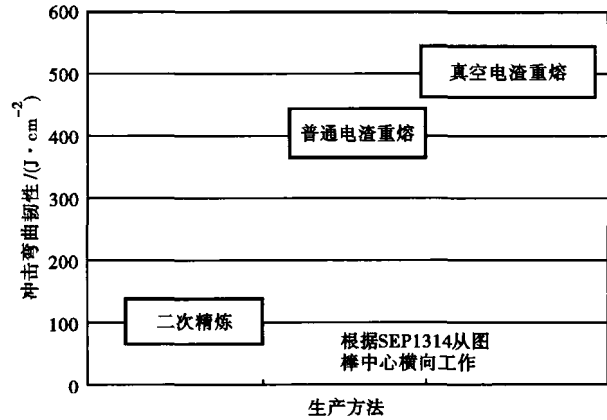 600
500
400
300
200
100
0
冲击弯曲韧性/(J·cm⁻²)
真空电渣重熔
普通电渣重熔
二次精炼
根据SEP1314从图
棒中心横向工作
生产方法